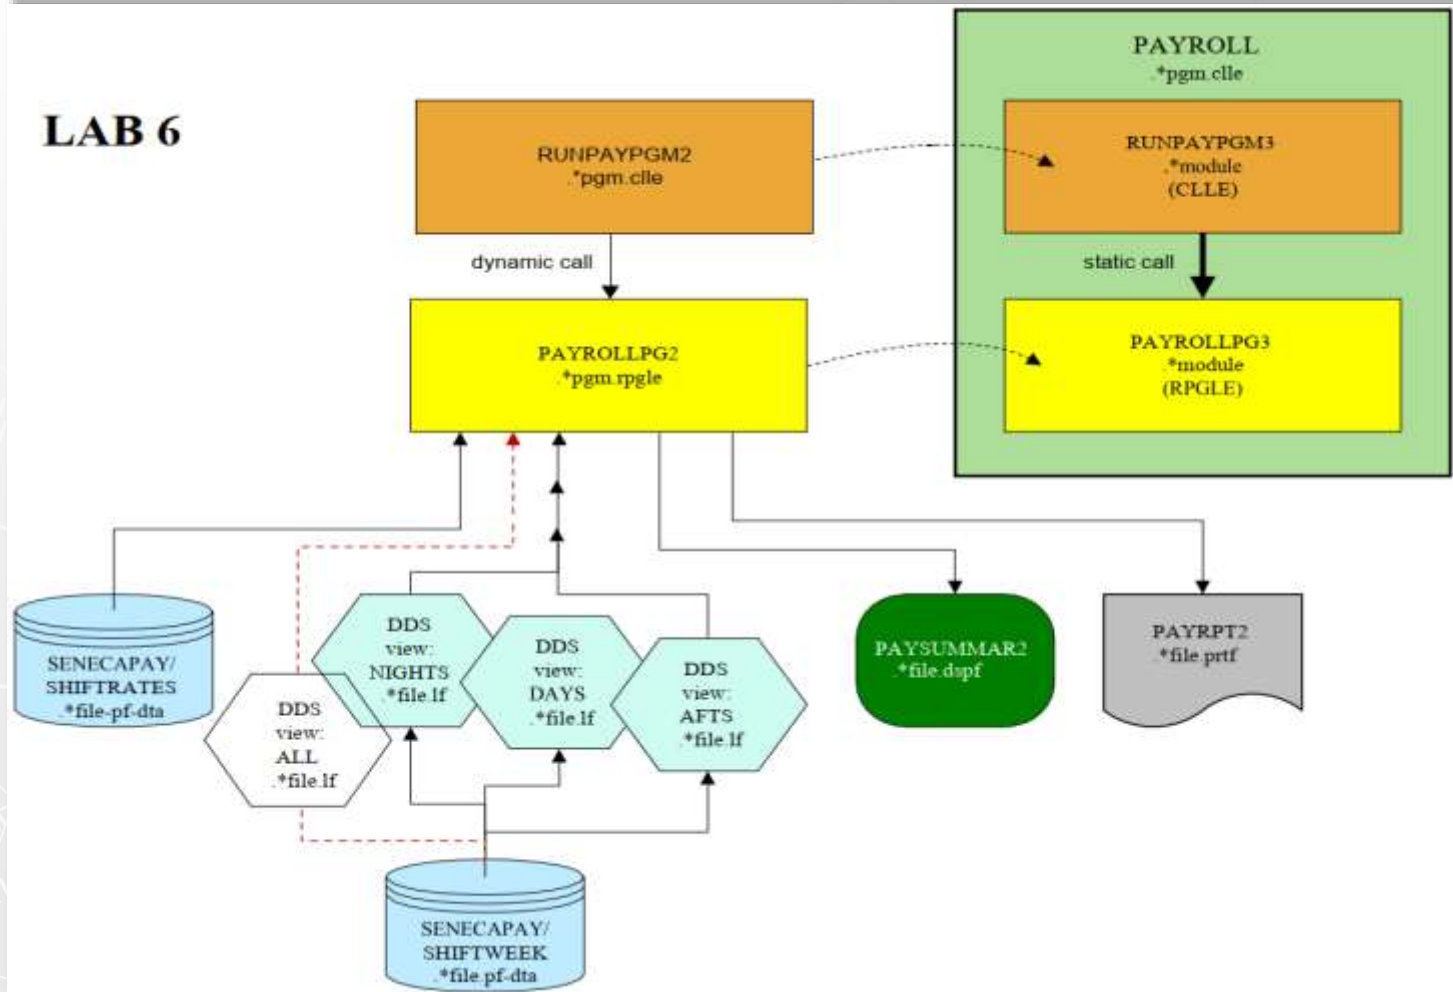 LAB 6
PAYROLL
.*pgm.clle
RUNPAYPGM2
.*pgm.clle
RUNPAYPGM3
.*module
(CLLE)
dynamic call
static call
PAYROLLPG2
.*pgm.rpgle
PAYROLLPG3
.*module
(RPGLE)
SENECAPAY/
SHIFTRATES
.*file-pf-dta
DDS
view:
ALL
.*file.lf
DDS
view:
NIGHTS
.*file.lf
DDS
view:
DAYS
.*file.lf
DDS
view:
AFTS
.*file.lf
PAYSUMMAR2
.*file.dspf
PAYRPT2
.*file.prtf
SENECAPAY/
SHIFTWEEK
.*file.pf-dta